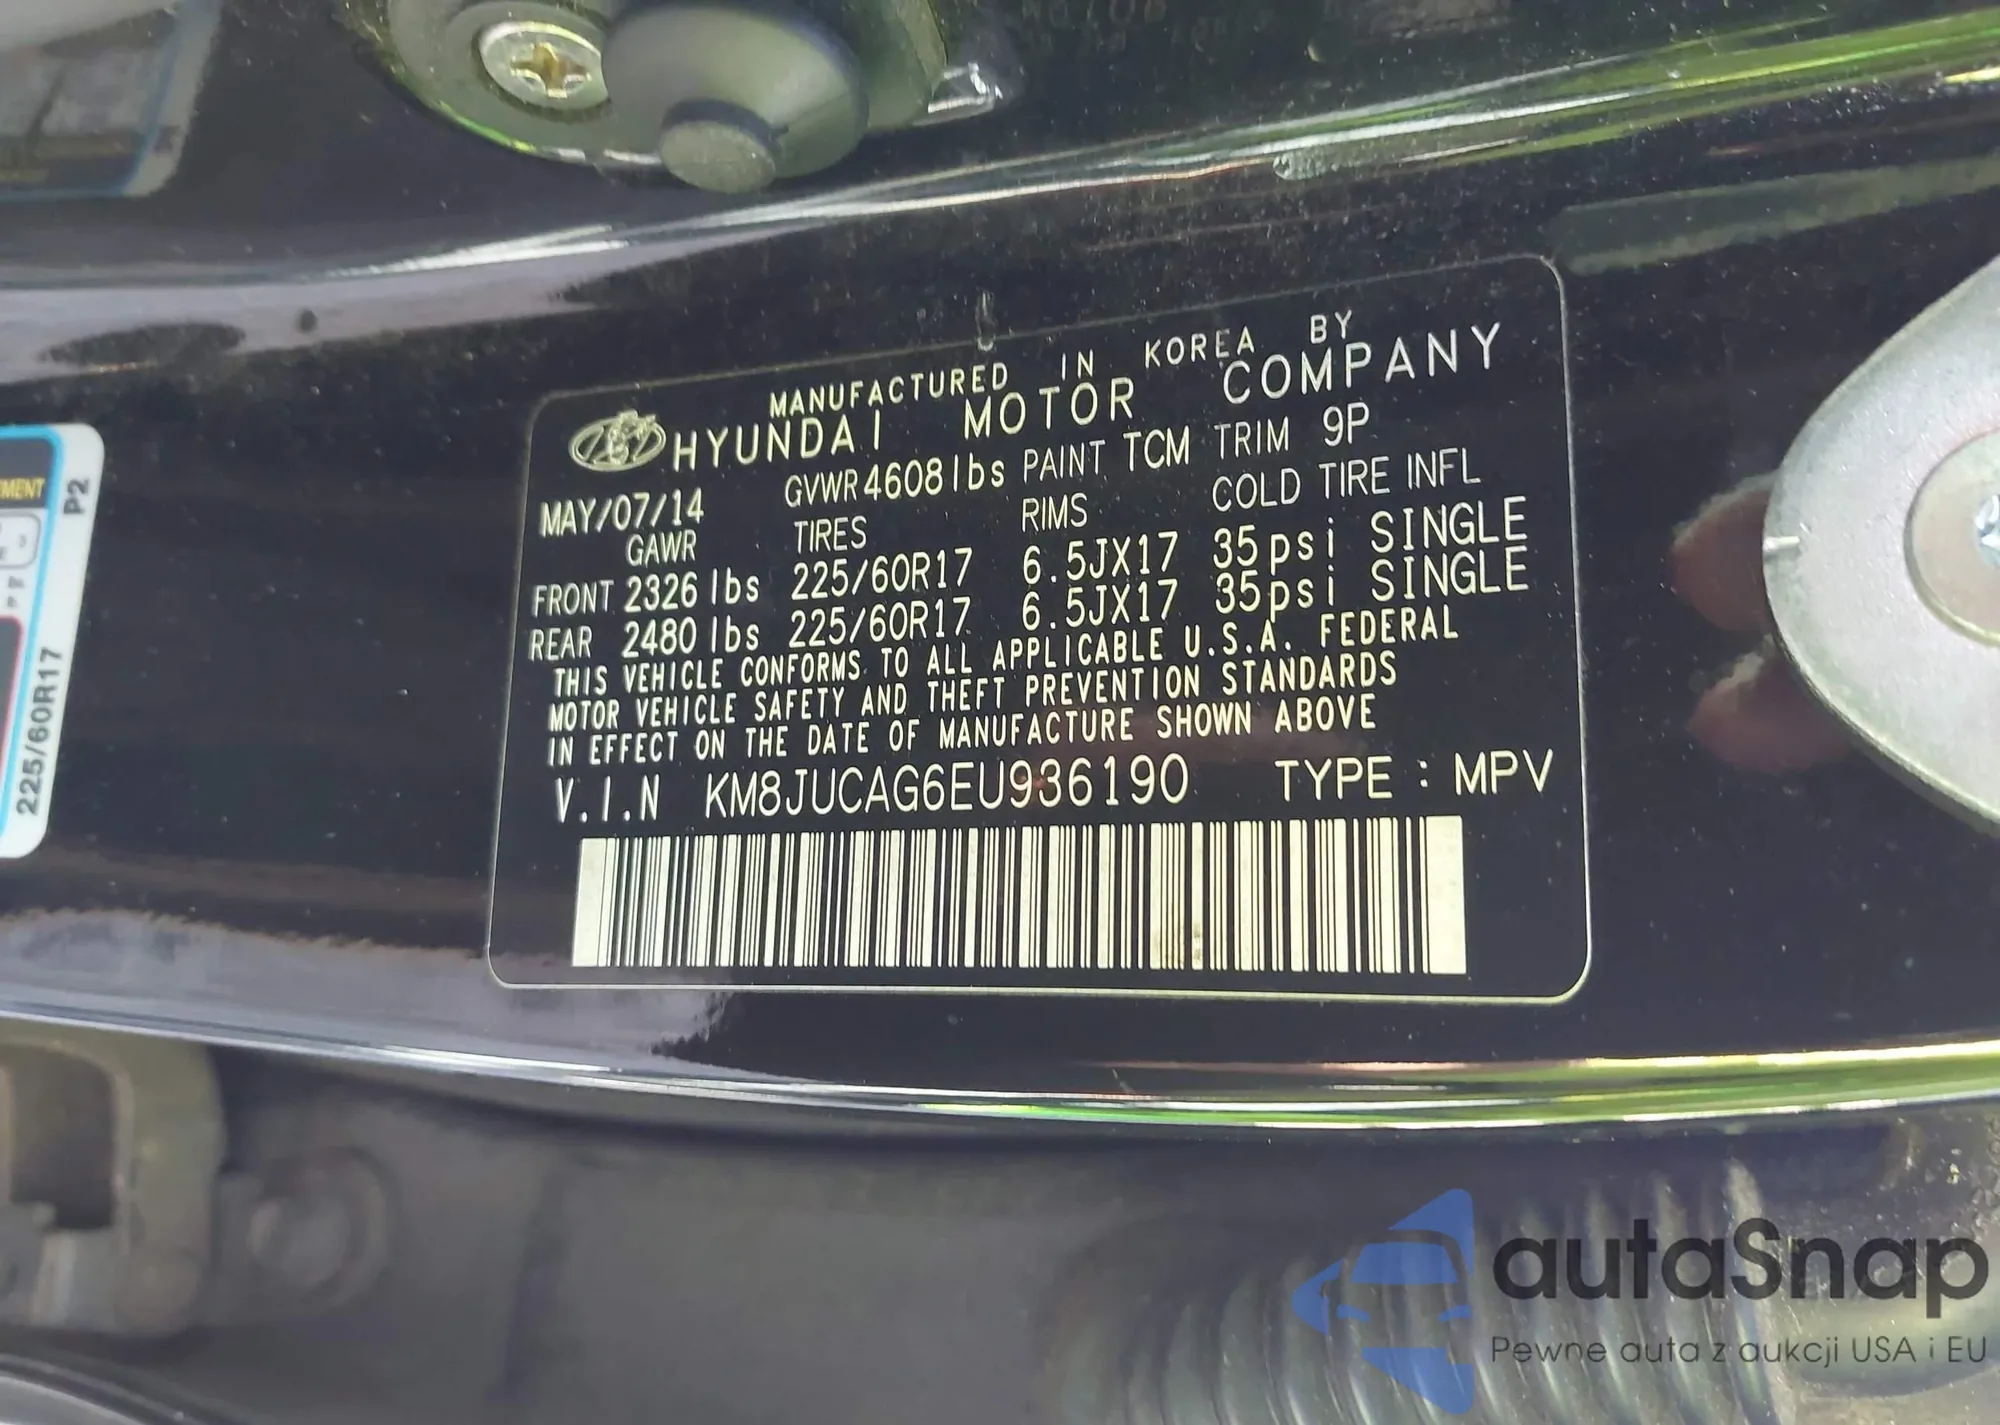 MANUFACTURED IN KOREA BY
HYUNDAI MOTOR COMPANY
MAY/07/14 GVWR 4608lbs PAINT TCM TRIM 9P
GAWR TIRES RIMS COLD TIRE INFL
FRONT 2326 lbs 225/60R17 6.5JX17 35psi SINGLE
REAR 2480 lbs 225/60R17 6.5JX17 35psi SINGLE
THIS VEHICLE CONFORMS TO ALL APPLICABLE U.S.A. FEDERAL
MOTOR VEHICLE SAFETY AND THEFT PREVENTION STANDARDS
IN EFFECT ON THE DATE OF MANUFACTURE SHOWN ABOVE
V.I.N KM8JUCAG6EU936190 TYPE : MPV
P2
225/60R17
autaSnap
Pewne auta z aukcji USA i EU